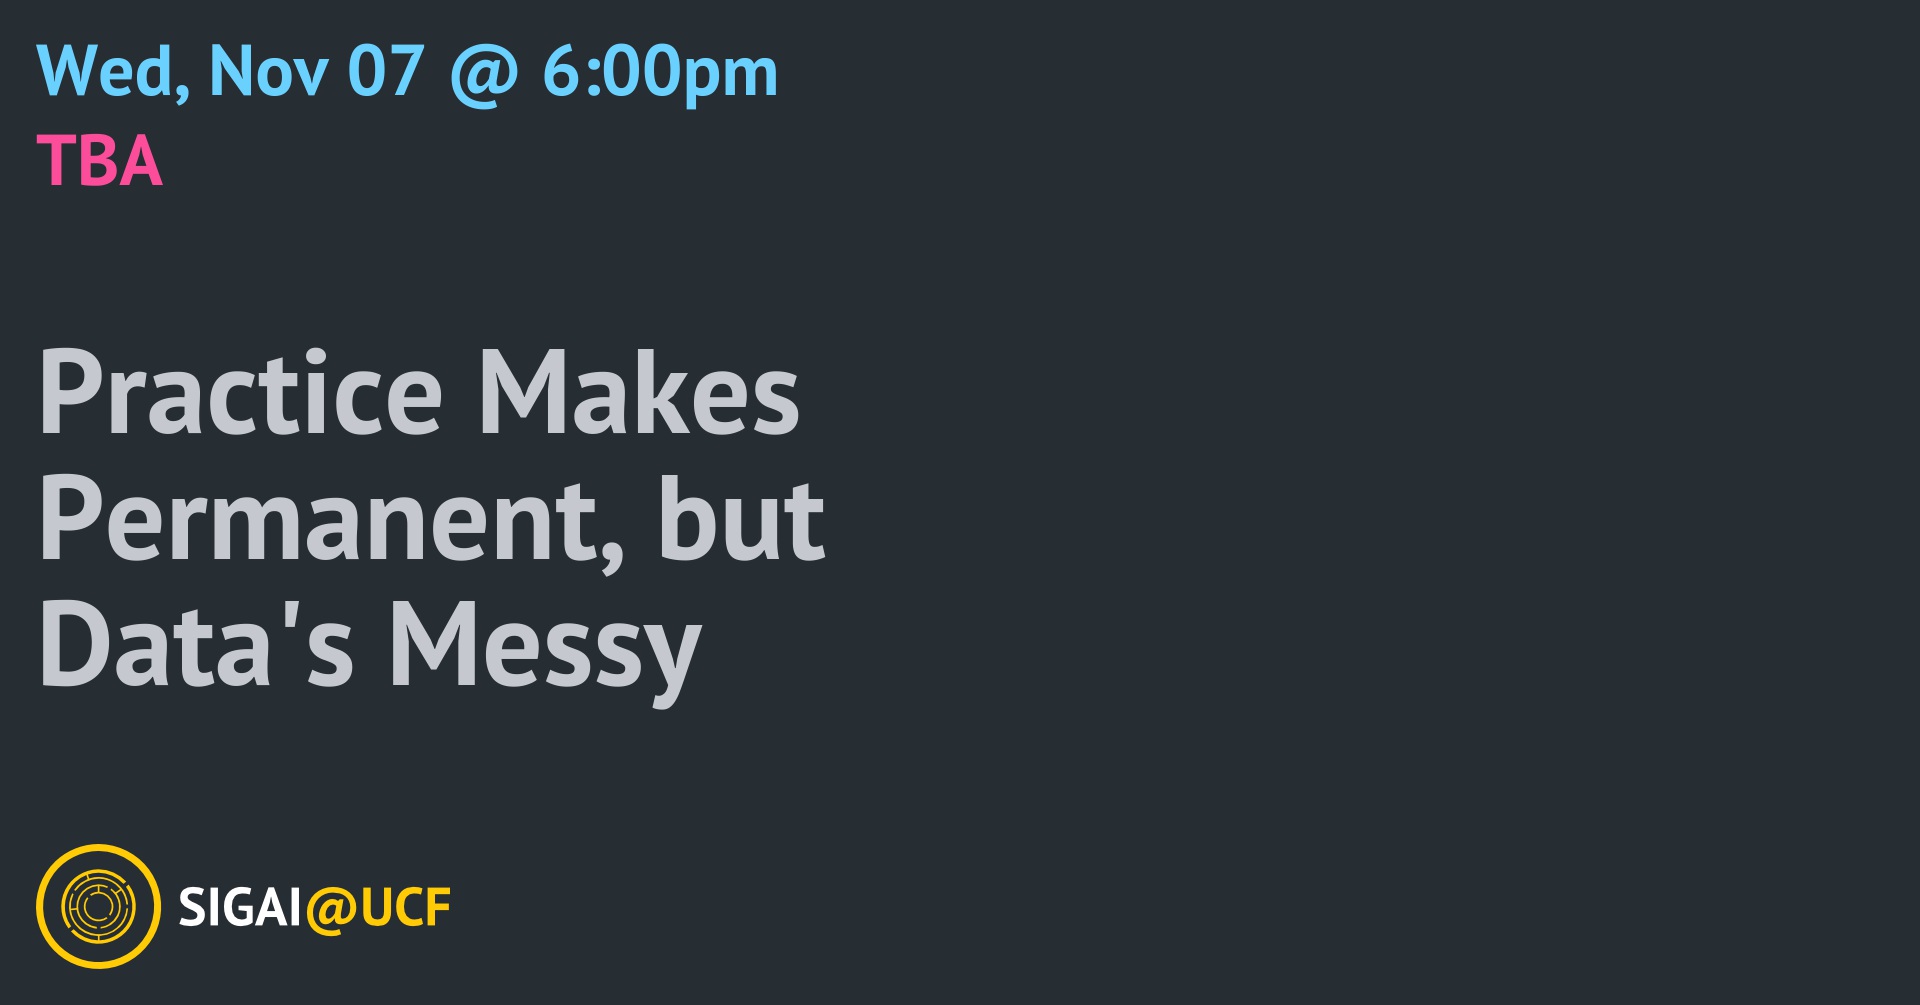 Wed, Nov 07 @ 6:00pm
TBA
Practice Makes
Permanent, but
Data's Messy
SIGAI@UCF